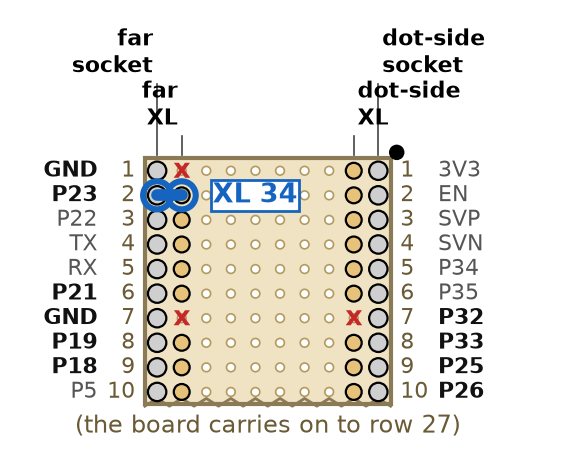 far
socket
dot-side
socket
far
XL
dot-side
XL
GND 1 X 1 3V3
P23 2 XL 34 2 EN
P22 3 3 SVP
TX 4 4 SVN
RX 5 5 P34
P21 6 6 P35
GND 7 X X 7 P32
P19 8 8 P33
P18 9 9 P25
P5 10 10 P26
(the board carries on to row 27)